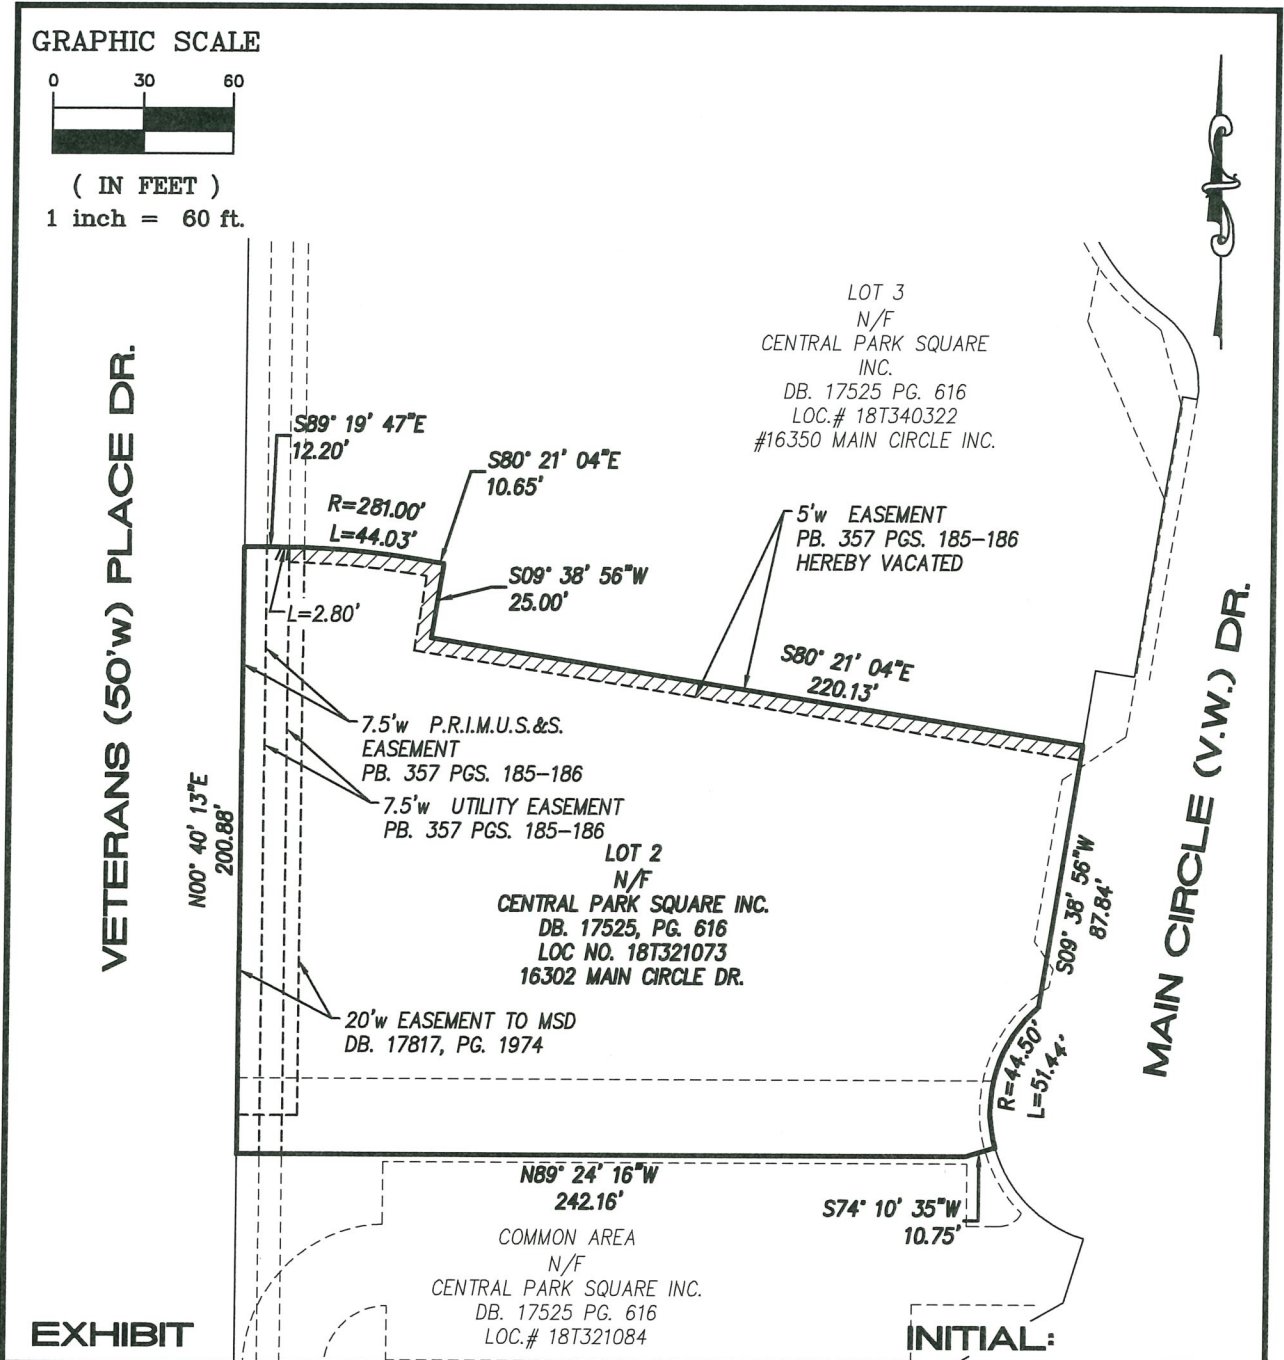 GRAPHIC SCALE
0 30 60
( IN FEET )
1 inch = 60 ft.
LOT 3
N/F
CENTRAL PARK SQUARE
INC.
DB. 17525 PG. 616
LOC.# 18T340322
#16350 MAIN CIRCLE INC.
VETERANS (50'w) PLACE DR.
S89° 19' 47"E
12.20'
S80° 21' 04"E
10.65'
R=281.00'
L=44.03'
5'w EASEMENT
PB. 357 PGS. 185-186
HEREBY VACATED
S09° 38' 56"W
25.00'
L=2.80'
S80° 21' 04"E
220.13'
MAIN CIRCLE (V.W.) DR.
7.5'w P.R.I.M.U.S.&S.
EASEMENT
PB. 357 PGS. 185-186
7.5'w UTILITY EASEMENT
PB. 357 PGS. 185-186
N00° 40' 13"E
200.88'
LOT 2
N/F
CENTRAL PARK SQUARE INC.
DB. 17525, PG. 616
LOC NO. 18T321073
16302 MAIN CIRCLE DR.
S09° 38' 56"W
87.84'
20'w EASEMENT TO MSD
DB. 17817, PG. 1974
R=44.50'
L=51.44'
N89° 24' 16"W
242.16'
S74° 10' 35"W
10.75'
COMMON AREA
N/F
CENTRAL PARK SQUARE INC.
DB. 17525 PG. 616
LOC.# 18T321084
EXHIBIT
INITIAL: